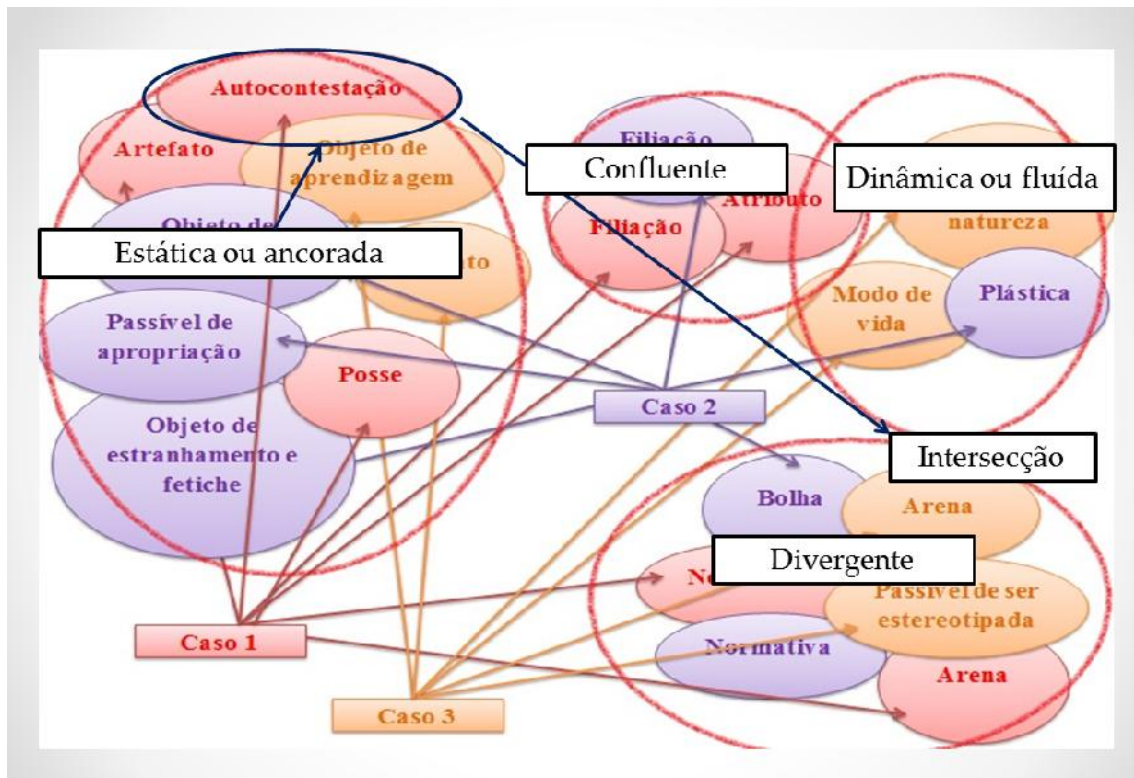 Autocontestação
Artefato
Objeto de
aprendizagem
Objeto de
Estática ou ancorada
Passível de
apropriação
Posse
Objeto de
estranhamento e
fetiche
Filiação
Confluente
Atributo
Filiação
Dinâmica ou fluída
natureza
Modo de
vida
Plástica
Caso 2
Intersecção
Bolha
Arena
Divergente
Passível de ser
estereotipada
Normativa
Arena
Caso 1
Caso 3